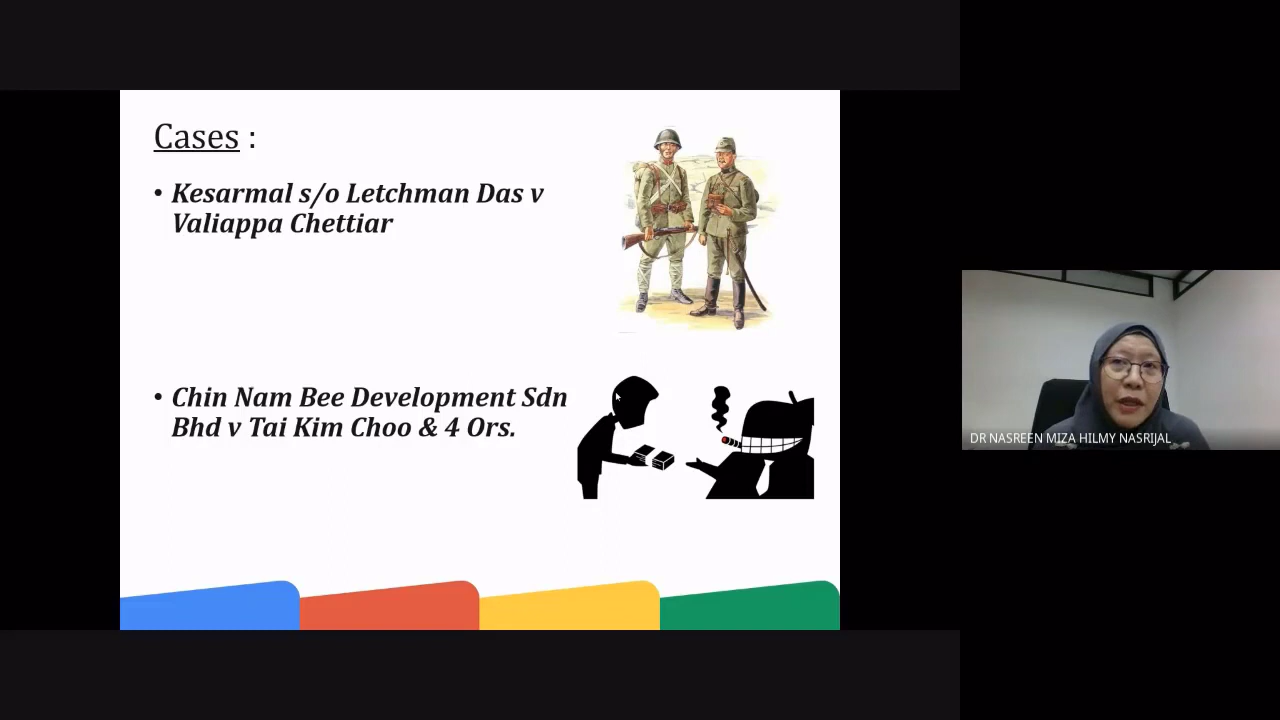 Cases :
• Kesarmal s/o Letchman Das v
Valiappa Chettiar
• Chin Nam Bee Development Sdn
Bhd v Tai Kim Choo & 4 Ors.
DR NASREEN MIZA HILMY NASRIJAL